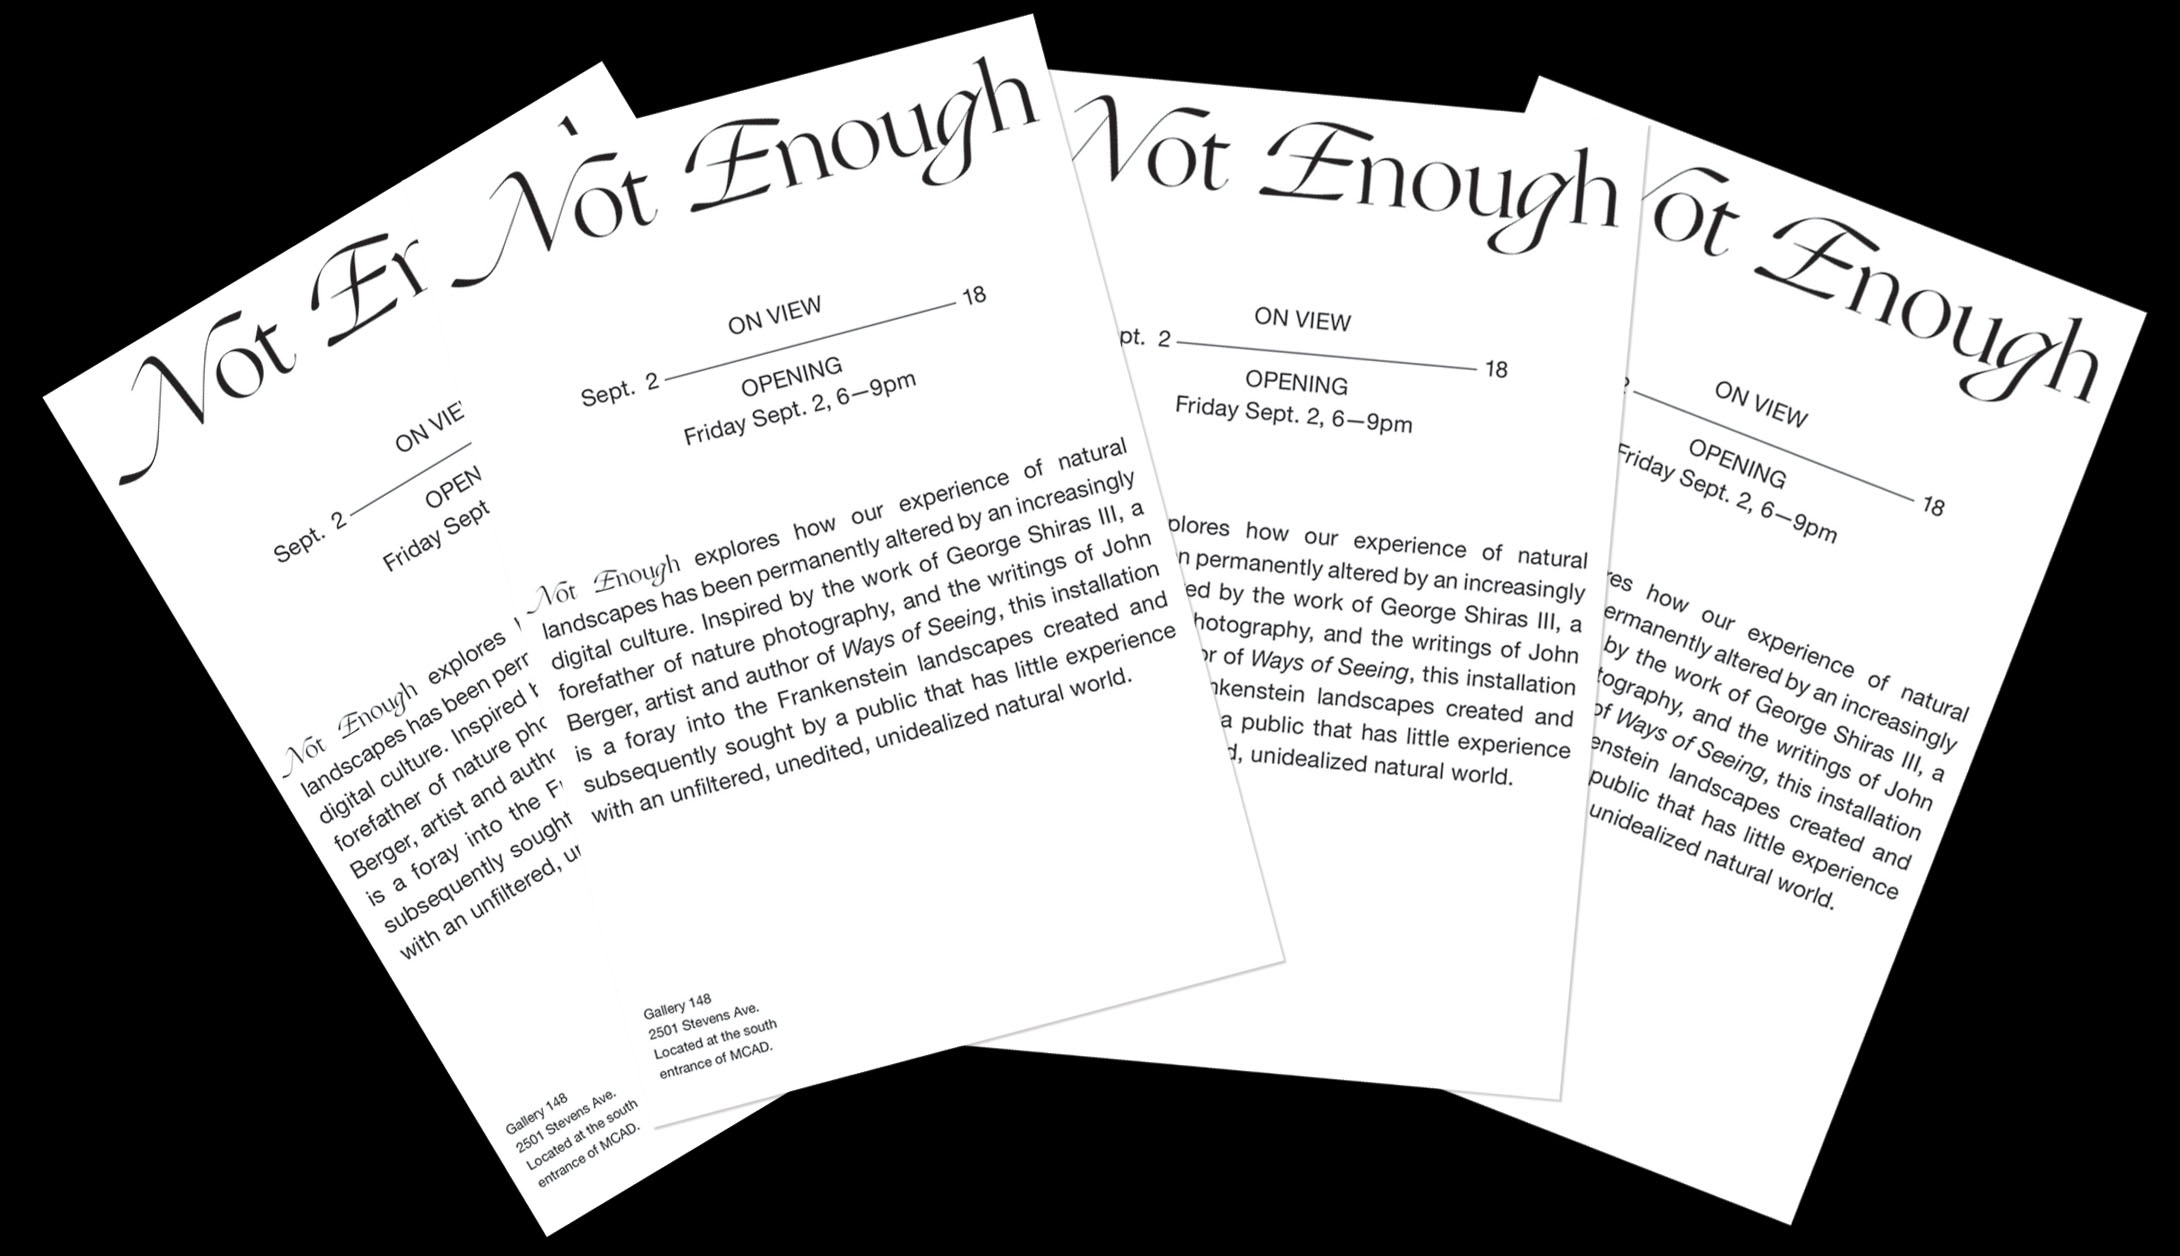 Not En
Sept. 2
ON VIE
OPEN
Friday Sept
Not Enough explores
landscapes has been perm
digital culture. Inspired
forefather of nature pho
Berger, artist and autho
is a foray into the F
subsequently sought
with an unfiltered, un
Gallery 148
2501 Stevens Ave.
Located at the south
entrance of MCAD.
Not Enough
ON VIEW
Sept. 2 18
OPENING
Friday Sept. 2, 6—9pm
Not Enough explores how our experience of natural
landscapes has been permanently altered by an increasingly
digital culture. Inspired by the work of George Shiras III, a
forefather of nature photography, and the writings of John
Berger, artist and author of Ways of Seeing, this installation
is a foray into the Frankenstein landscapes created and
subsequently sought by a public that has little experience
with an unfiltered, unedited, unidealized natural world.
Gallery 148
2501 Stevens Ave.
Located at the south
entrance of MCAD.
Not Enough
ON VIEW
pt. 2 18
OPENING
Friday Sept. 2, 6—9pm
plores how our experience of natural
n permanently altered by an increasingly
ed by the work of George Shiras III, a
hotography, and the writings of John
or of Ways of Seeing, this installation
nkenstein landscapes created and
a public that has little experience
d, unidealized natural world.
ot Enough
ON VIEW
2 18
OPENING
Friday Sept. 2, 6—9pm
res how our experience of natural
ermanently altered by an increasingly
by the work of George Shiras III, a
tography, and the writings of John
of Ways of Seeing, this installation
enstein landscapes created and
public that has little experience
unidealized natural world.